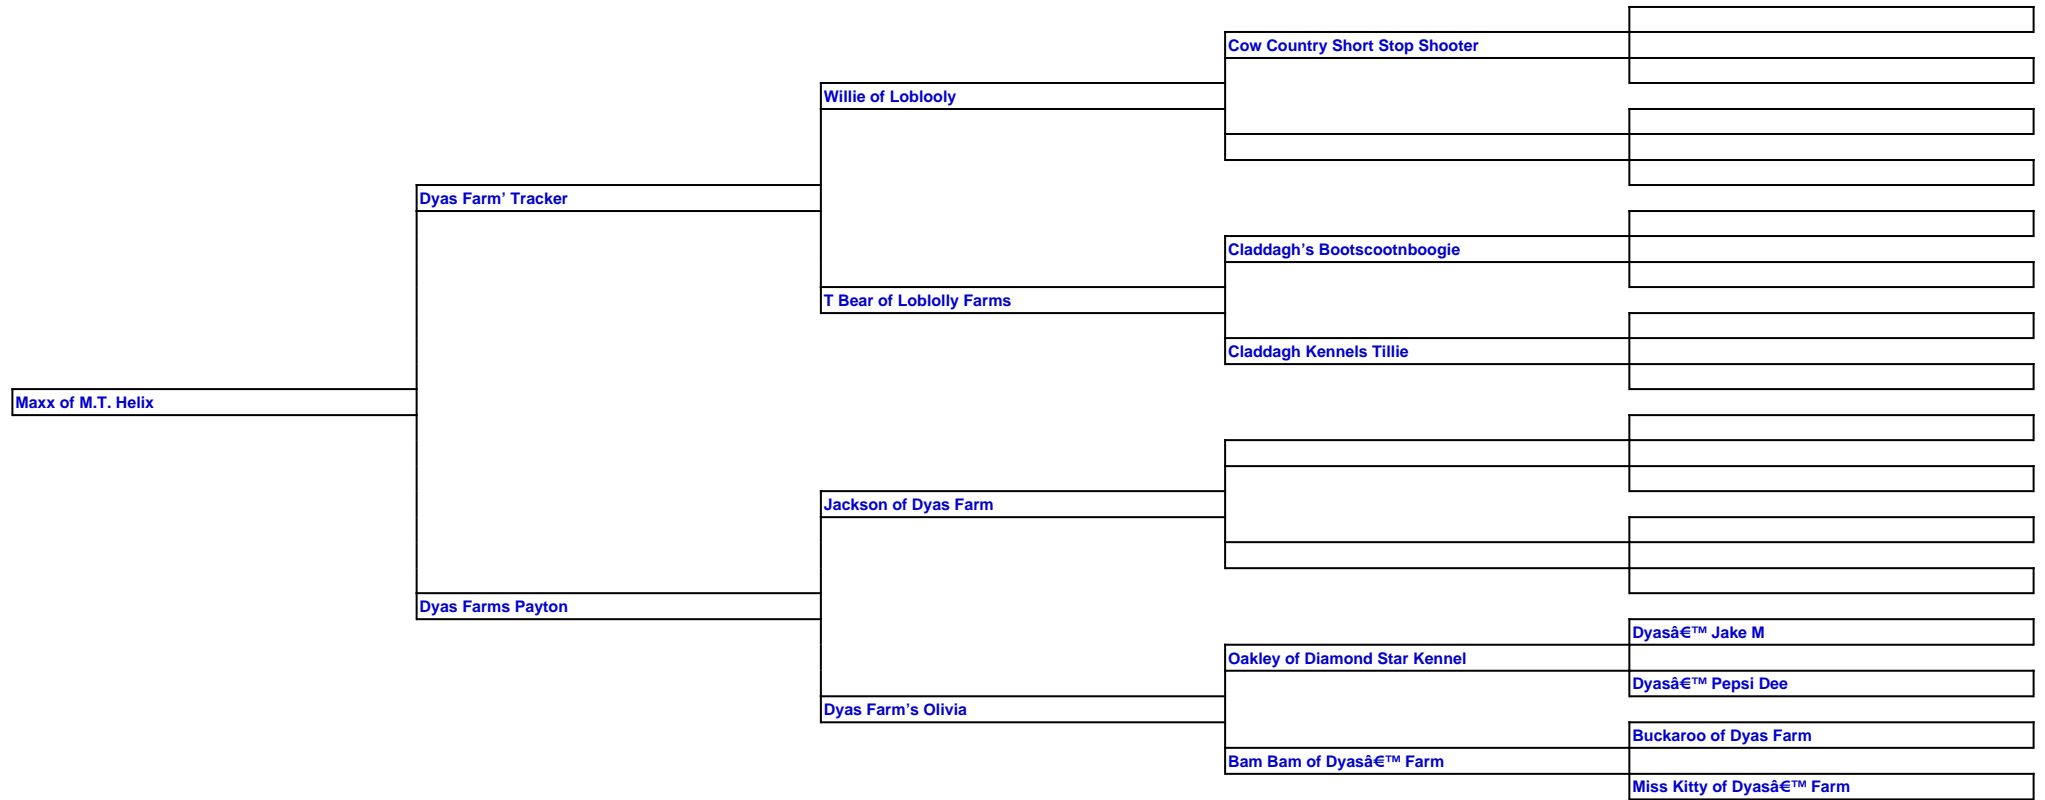 Cow Country Short Stop Shooter
Willie of Loblooly
Dyas Farm’ Tracker
Claddagh’s Bootscootnboogie
T Bear of Loblolly Farms
Claddagh Kennels Tillie
Maxx of M.T. Helix
Jackson of Dyas Farm
Dyas Farms Payton
Dyasâ€™ Jake M
Oakley of Diamond Star Kennel
Dyasâ€™ Pepsi Dee
Dyas Farm’s Olivia
Buckaroo of Dyas Farm
Bam Bam of Dyasâ€™ Farm
Miss Kitty of Dyasâ€™ Farm